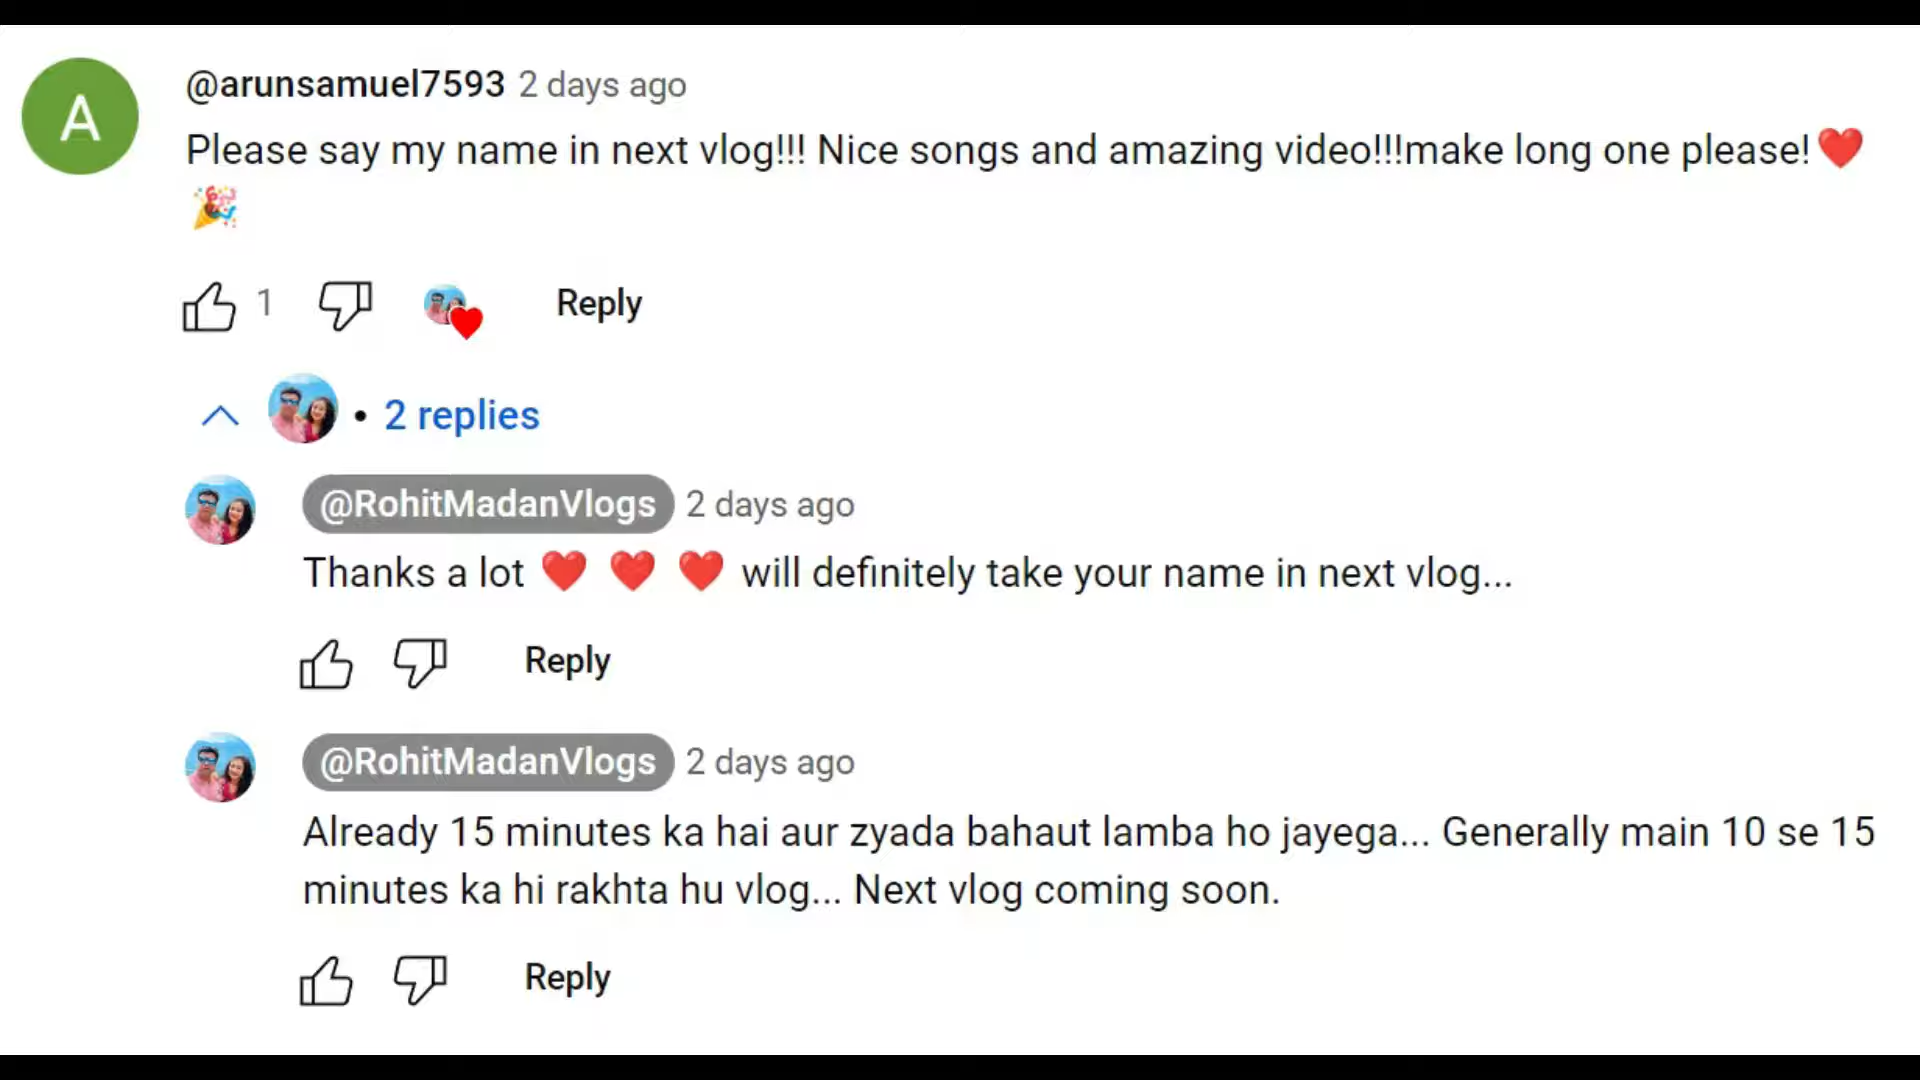 A
@arunsamuel7593 2 days ago
Please say my name in next vlog!!! Nice songs and amazing video!!!make long one please!❤️
🎉
1 Reply
• 2 replies
@RohitMadanVlogs 2 days ago
Thanks a lot ❤️ ❤️ ❤️ will definitely take your name in next vlog...
Reply
@RohitMadanVlogs 2 days ago
Already 15 minutes ka hai aur zyada bahaut lamba ho jayega... Generally main 10 se 15
minutes ka hi rakhta hu vlog... Next vlog coming soon.
Reply